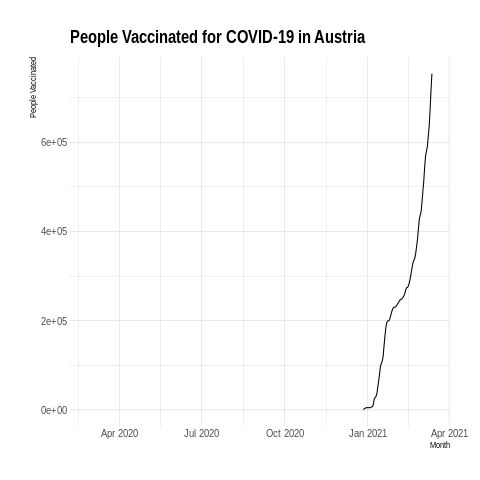 People Vaccinated for COVID-19 in Austria
People Vaccinated
6e+05
4e+05
2e+05
0e+00
Apr 2020 Jul 2020 Oct 2020 Jan 2021 Apr 2021
Month